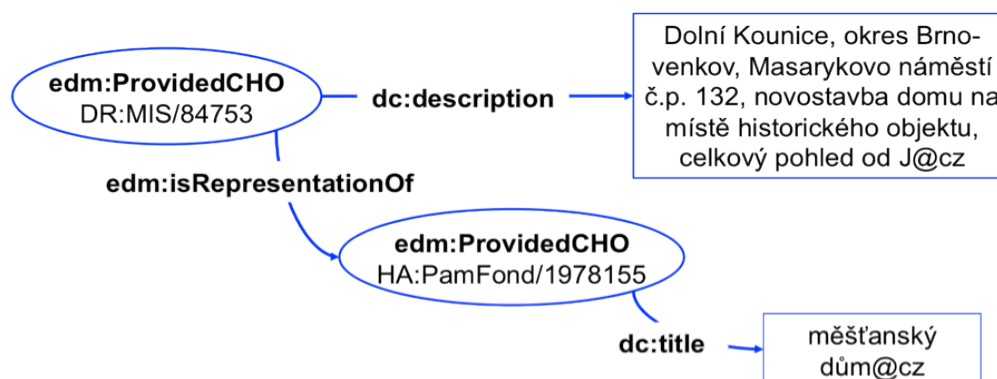 edm:ProvidedCHO
DR:MIS/84753
dc:description
Dolní Kounice, okres Brno-
venkov, Masarykovo náměstí
č.p. 132, novostavba domu na
místě historického objektu,
celkový pohled od J@cz
edm:isRepresentationOf
edm:ProvidedCHO
HA:PamFond/1978155
dc:title
měšťanský
dům@cz